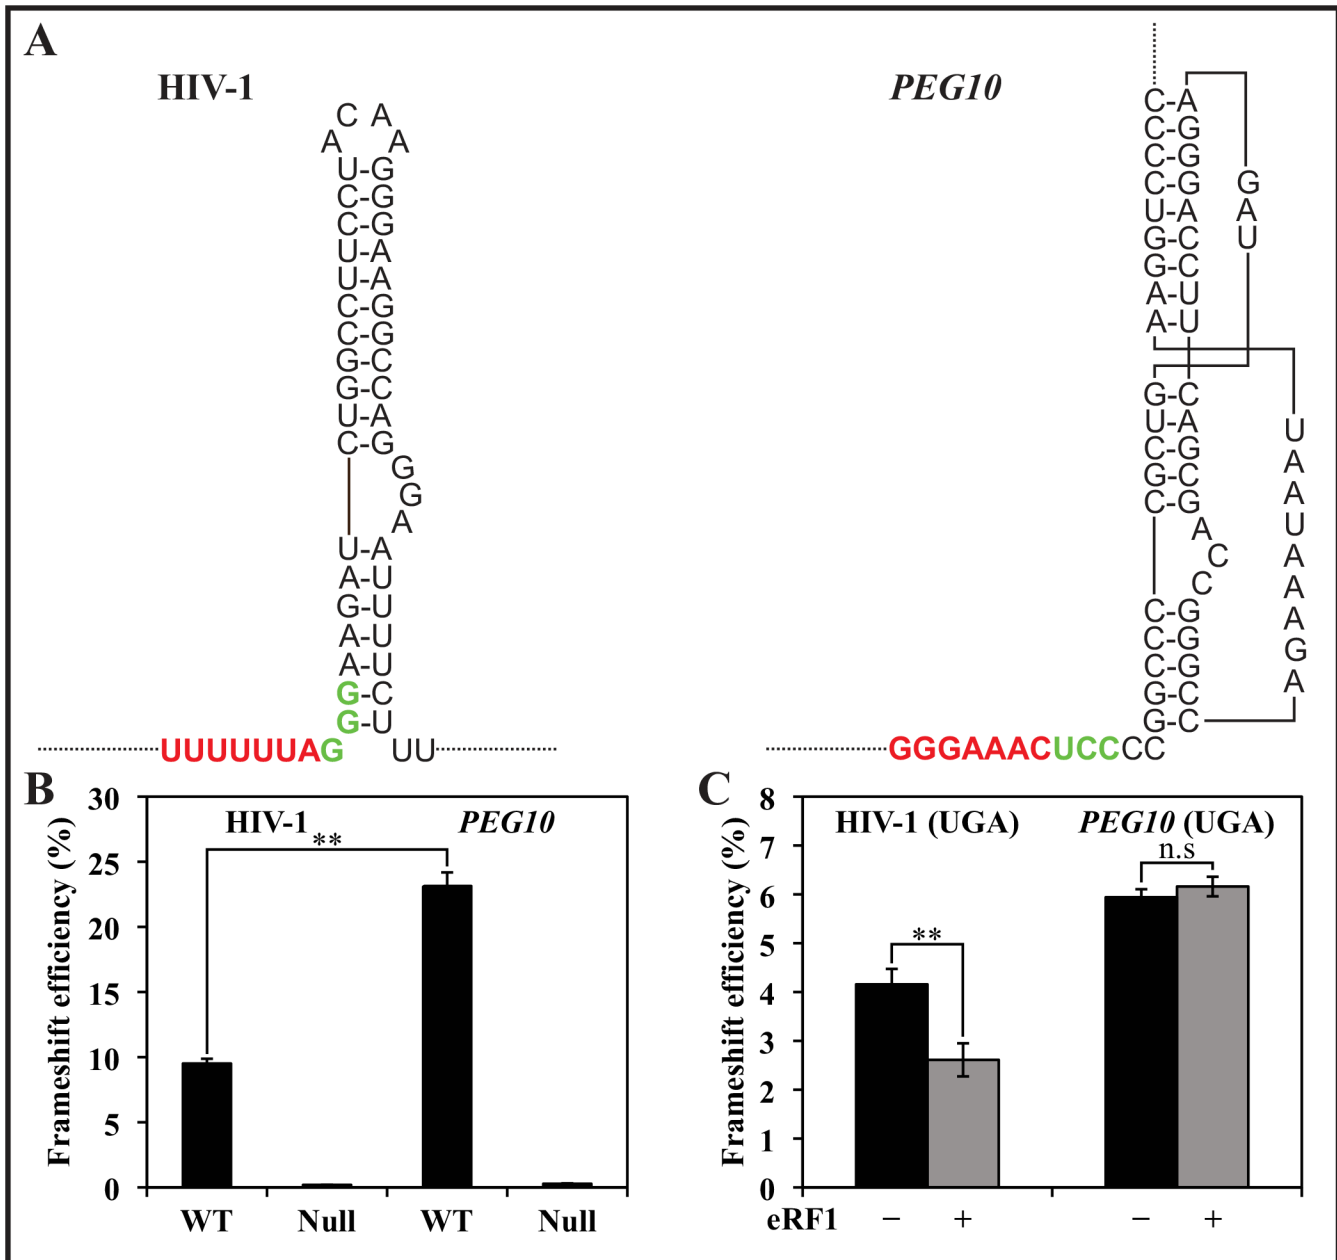 A
HIV-1
C A
A A
U-G
C-G
C-G
U-A
U-A
C-G
C-G
G-C
G-C
U-A
C-G
G
G
A
U-A
A-U
G-U
A-U
A-U
G-C
G-U
UUUUUUAG
UU
PEG10
C-A
C-G
C-G
C-G
U-A
G-C
G-C
A-U
A-U
G
A
U
G-C
U-A
C-G
G-C
C-G
A
C
C
C-G
C-G
C-G
G-C
G-C
U
A
A
U
A
A
A
G
A
GGGAAACUCCCC
B
Frameshift efficiency (%)
30
25
20
15
10
5
0
HIV-1
**
PEG10
WT Null WT Null
C
Frameshift efficiency (%)
8
7
6
5
4
3
2
1
0
HIV-1 (UGA)
PEG10 (UGA)
**
n.s
eRF1 − + − +